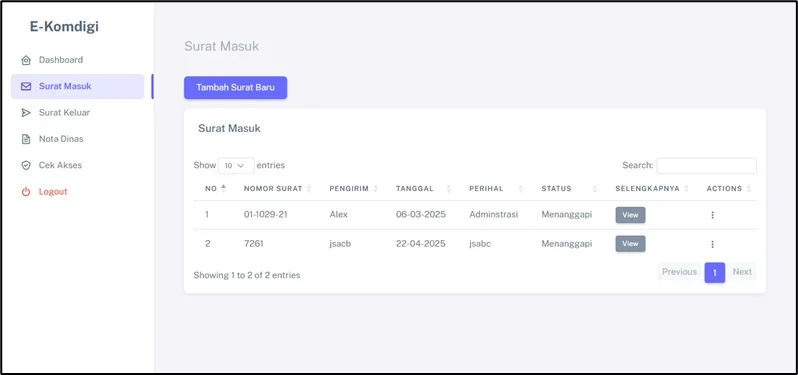 E-Komdigi
Dashboard
Surat Masuk
Surat Keluar
Nota Dinas
Cek Akses
Logout
Surat Masuk
Tambah Surat Baru
Surat Masuk
Show 10 entries Search:
NO NOMOR SURAT PENGIRIM TANGGAL PERIHAL STATUS SELENGKAPNYA ACTIONS
1 01-1029-21 Alex 06-03-2025 Adminstrasi Menanggapi View
2 7261 jsacb 22-04-2025 jsabc Menanggapi View
Showing 1 to 2 of 2 entries Previous 1 Next